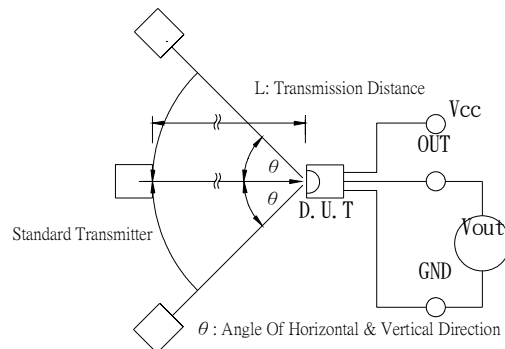 L: Transmission Distance
Vcc
OUT
θ
θ
D.U.T
Standard Transmitter
Vout
GND
θ : Angle Of Horizontal & Vertical Direction